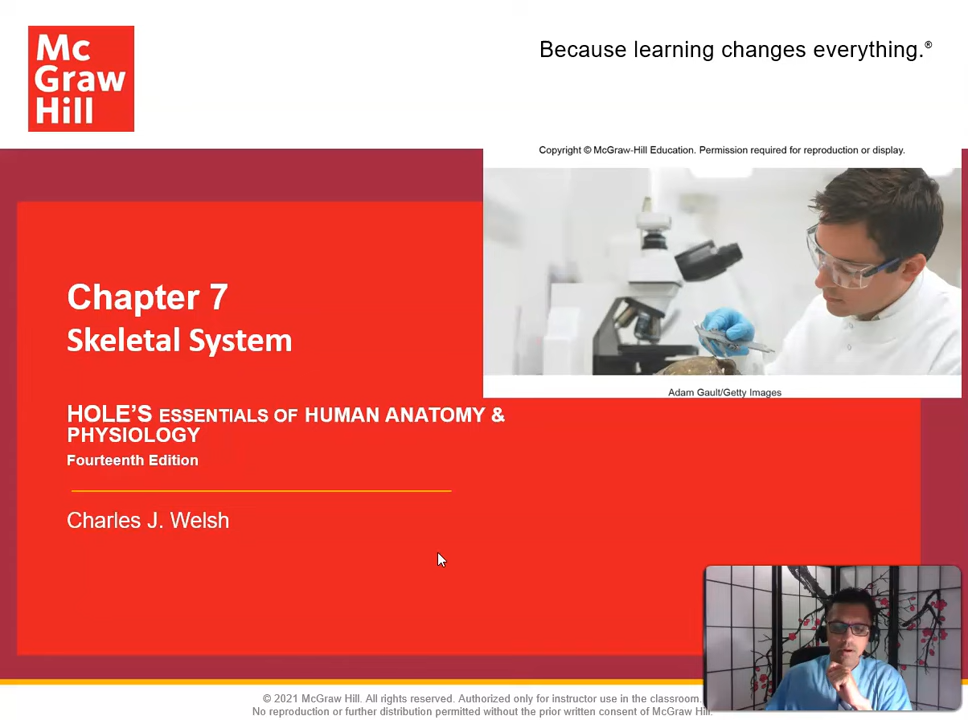 Mc
Graw
Hill
Because learning changes everything.®
Copyright © McGraw-Hill Education. Permission required for reproduction or display.
Adam Gault/Getty Images
Chapter 7
Skeletal System
HOLE’S ESSENTIALS OF HUMAN ANATOMY &
PHYSIOLOGY
Fourteenth Edition
Charles J. Welsh
© 2021 McGraw Hill. All rights reserved. Authorized only for instructor use in the classroom.
No reproduction or further distribution permitted without the prior written consent of McGraw Hill.